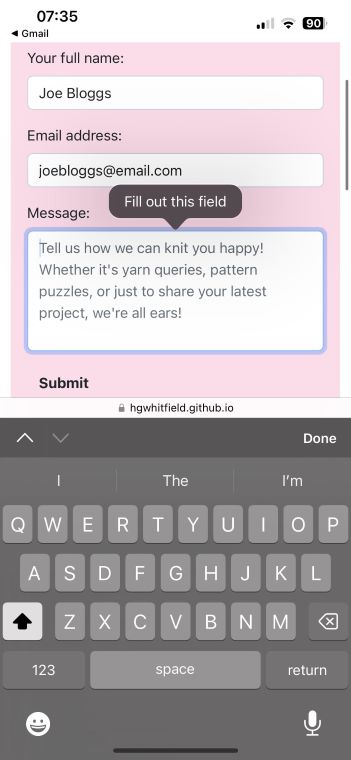 07:35
90
◀ Gmail
Your full name:
Joe Bloggs
Email address:
joebloggs@email.com
Fill out this field
Message:
Tell us how we can knit you happy!
Whether it's yarn queries, pattern
puzzles, or just to share your latest
project, we're all ears!
Submit
hgwhitfield.github.io
Done
I The I'm
Q W E R T Y U I O P
A S D F G H J K L
Z X C V B N M
123 space return